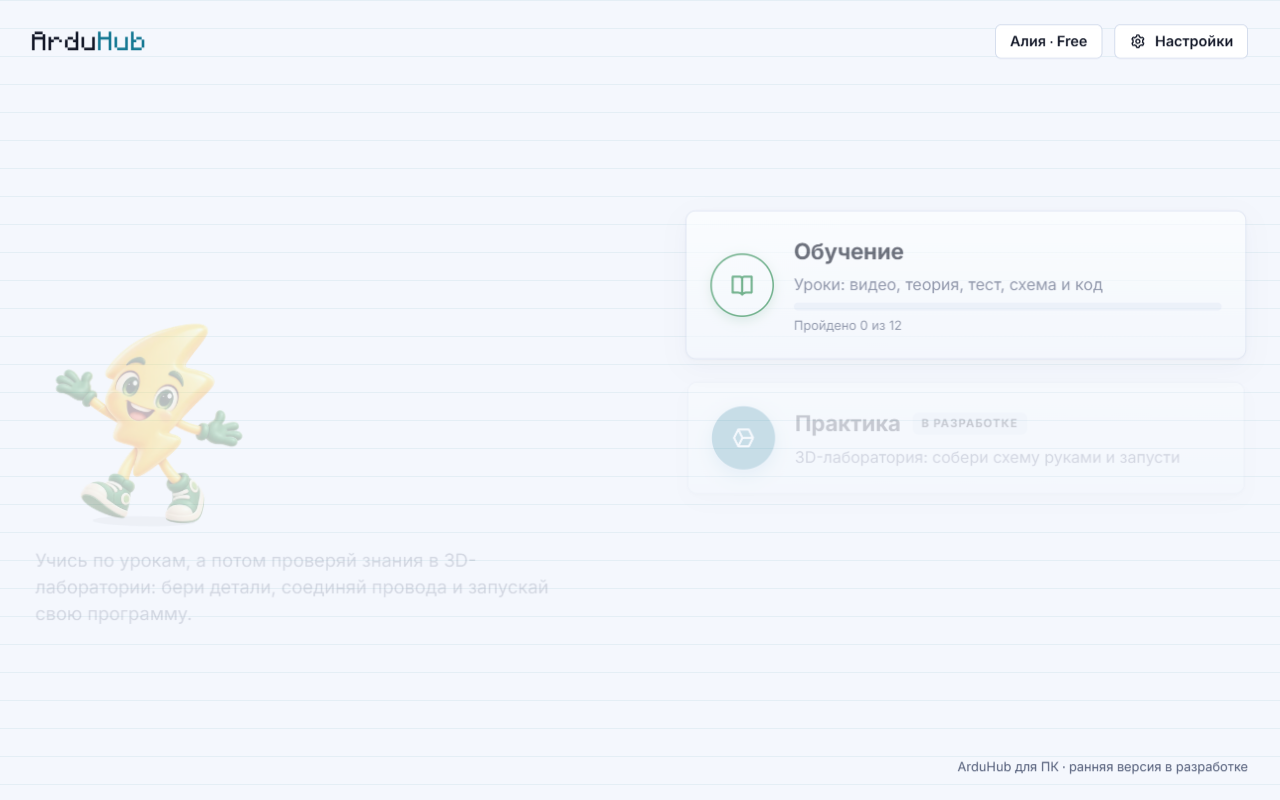 ArduHub
Алия · Free
Настройки
Обучение
Уроки: видео, теория, тест, схема и код
Пройдено 0 из 12
Практика
В РАЗРАБОТКЕ
3D-лаборатория: собери схему руками и запусти
Учись по урокам, а потом проверяй знания в 3D-
лаборатории: бери детали, соединяй провода и запускай
свою программу.
ArduHub для ПК · ранняя версия в разработке